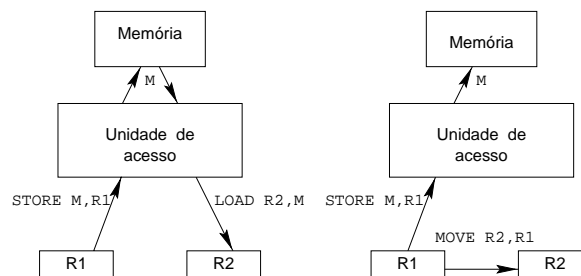 Memória
M
Unidade de
acesso
STORE M,R1
LOAD R2,M
R1
R2
Memória
M
Unidade de
acesso
STORE M,R1
MOVE R2,R1
R1
R2